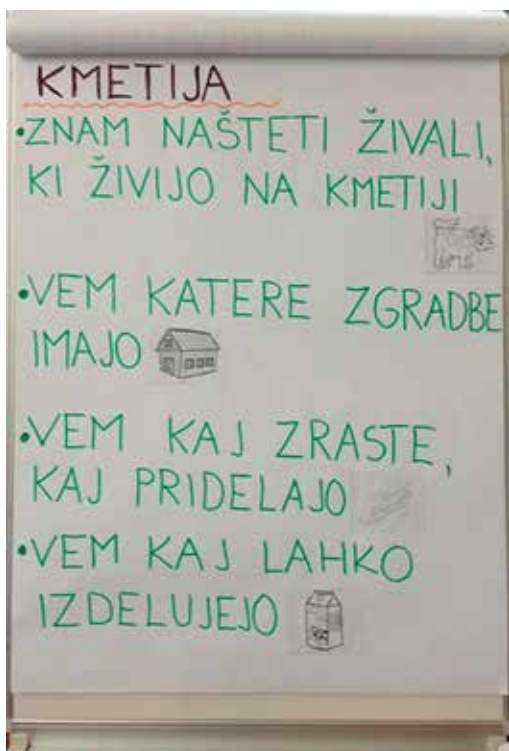 KMETIJA
•ZNAM NAŠTETI ŽIVALI,
KI ŽIVIJO NA KMETIJI
•VEM KATERE ZGRADBE
IMAJO
•VEM KAJ ZRASTE,
KAJ PRIDELAJO
•VEM KAJ LAHKO
IZDELUJEJO